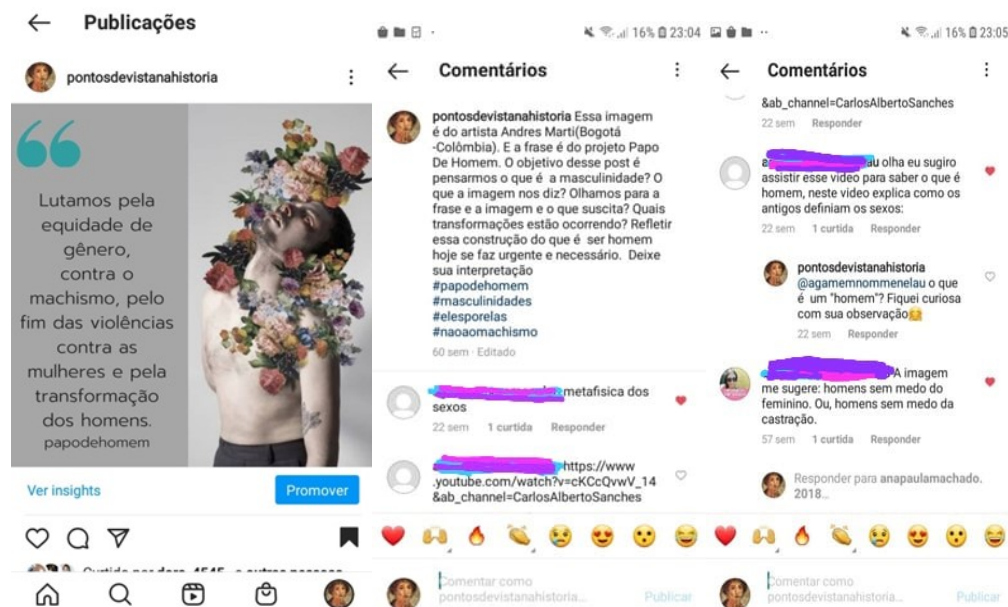 Publicações
pontosdevistanahistoria
Lutamos pela
equidade de
gênero,
contra o
machismo, pelo
fim das violências
contra as
mulheres e pela
transformação
dos homens.
papodehomem
Ver insights
Promover
16% 23:04
Comentários
pontosdevistanahistoria Essa imagem
é do artista Andres Marti(Bogotá
-Colômbia). E a frase é do projeto Papo
De Homem. O objetivo desse post é
pensarmos o que é a masculinidade? O
que a imagem nos diz? Olhamos para a
frase e a imagem e o que suscita? Quais
transformações estão ocorrendo? Refletir
essa construção do que é ser homem
hoje se faz urgente e necessário. Deixe
sua interpretação
#papodehomem
#masculinidades
#elesporelas
#naoaomachismo
60 sem · Editado
metafisica dos
sexos
22 sem 1 curtida Responder
https://www
.youtube.com/watch?v=cKCcQvwV_14
&ab_channel=CarlosAlbertoSanches
Comentar como
pontosdevistanahistoria...
Publicar
16% 23:05
Comentários
&ab_channel=CarlosAlbertoSanches
22 sem Responder
au olha eu sugiro
assistir esse video para saber o que é
homem, neste video explica como os
antigos definiam os sexos:
22 sem 1 curtida Responder
pontosdevistanahistoria
@agamemnommenelau o que
é um "homem"? Fiquei curiosa
com sua observação🤗
22 sem Responder
A imagem
me sugere: homens sem medo do
feminino. Ou, homens sem medo da
castração.
57 sem 1 curtida Responder
Responder para anapaulamachado.
2018...
Comentar como
pontosdevistanahistoria...
Publicar